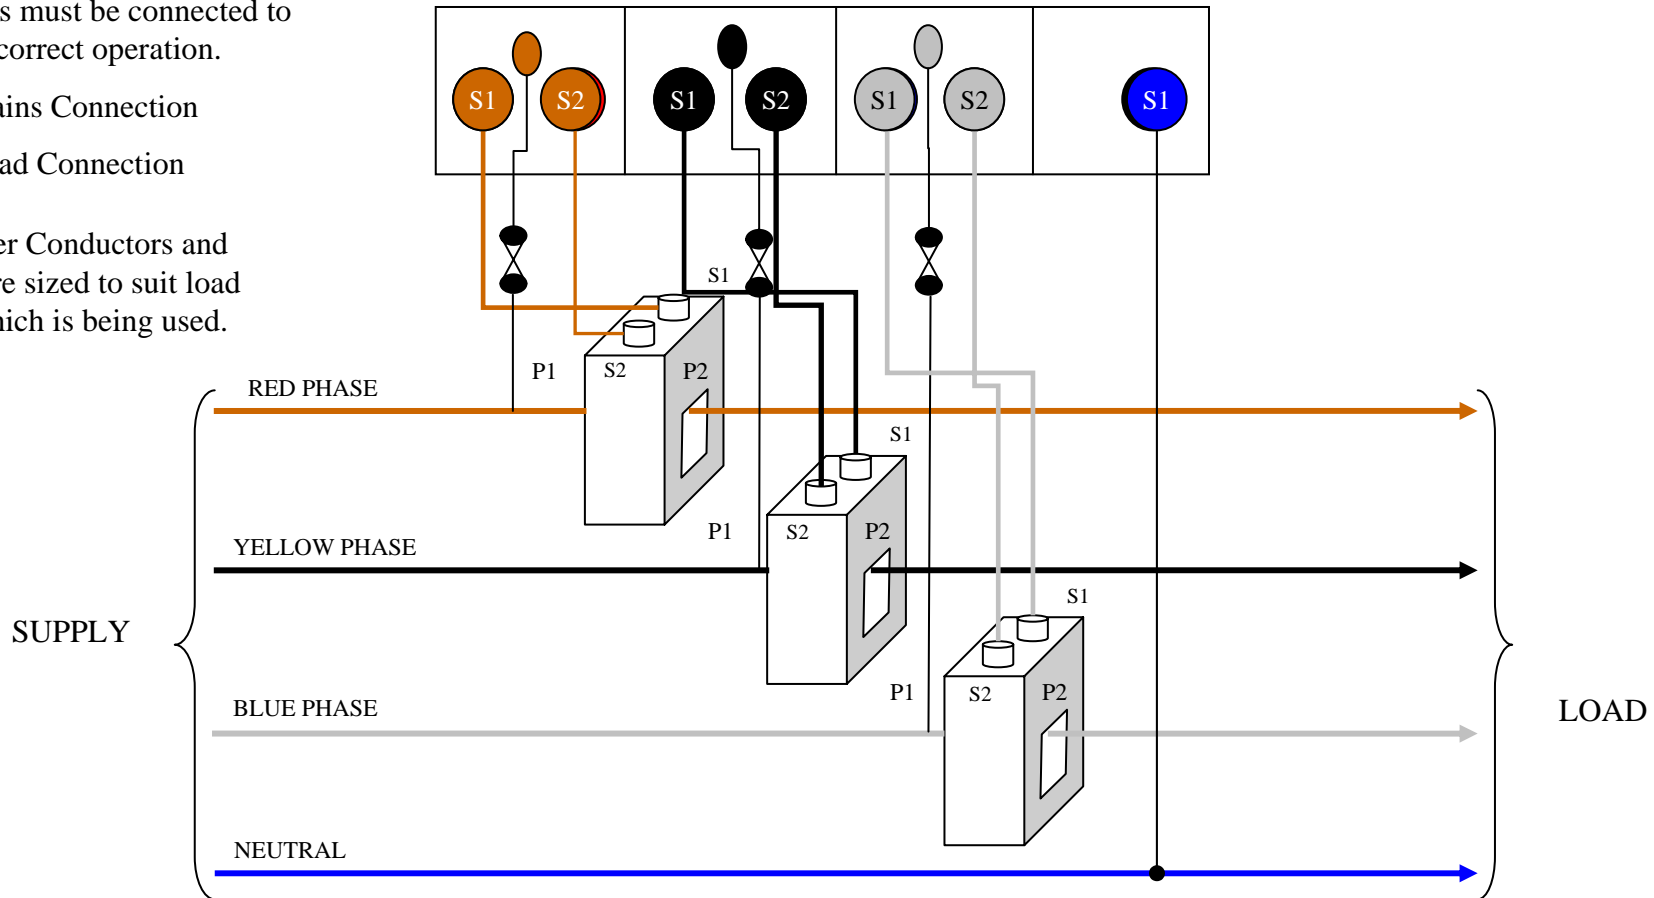 s must be connected to
correct operation.
ains Connection
ad Connection
er Conductors and
re sized to suit load
hich is being used.
S1 S2 S1 S2 S1 S2 S1
S1
P1 S2 P2
RED PHASE
S1
P1 S2 P2
YELLOW PHASE
S1
SUPPLY
P1 S2 P2
BLUE PHASE
LOAD
NEUTRAL